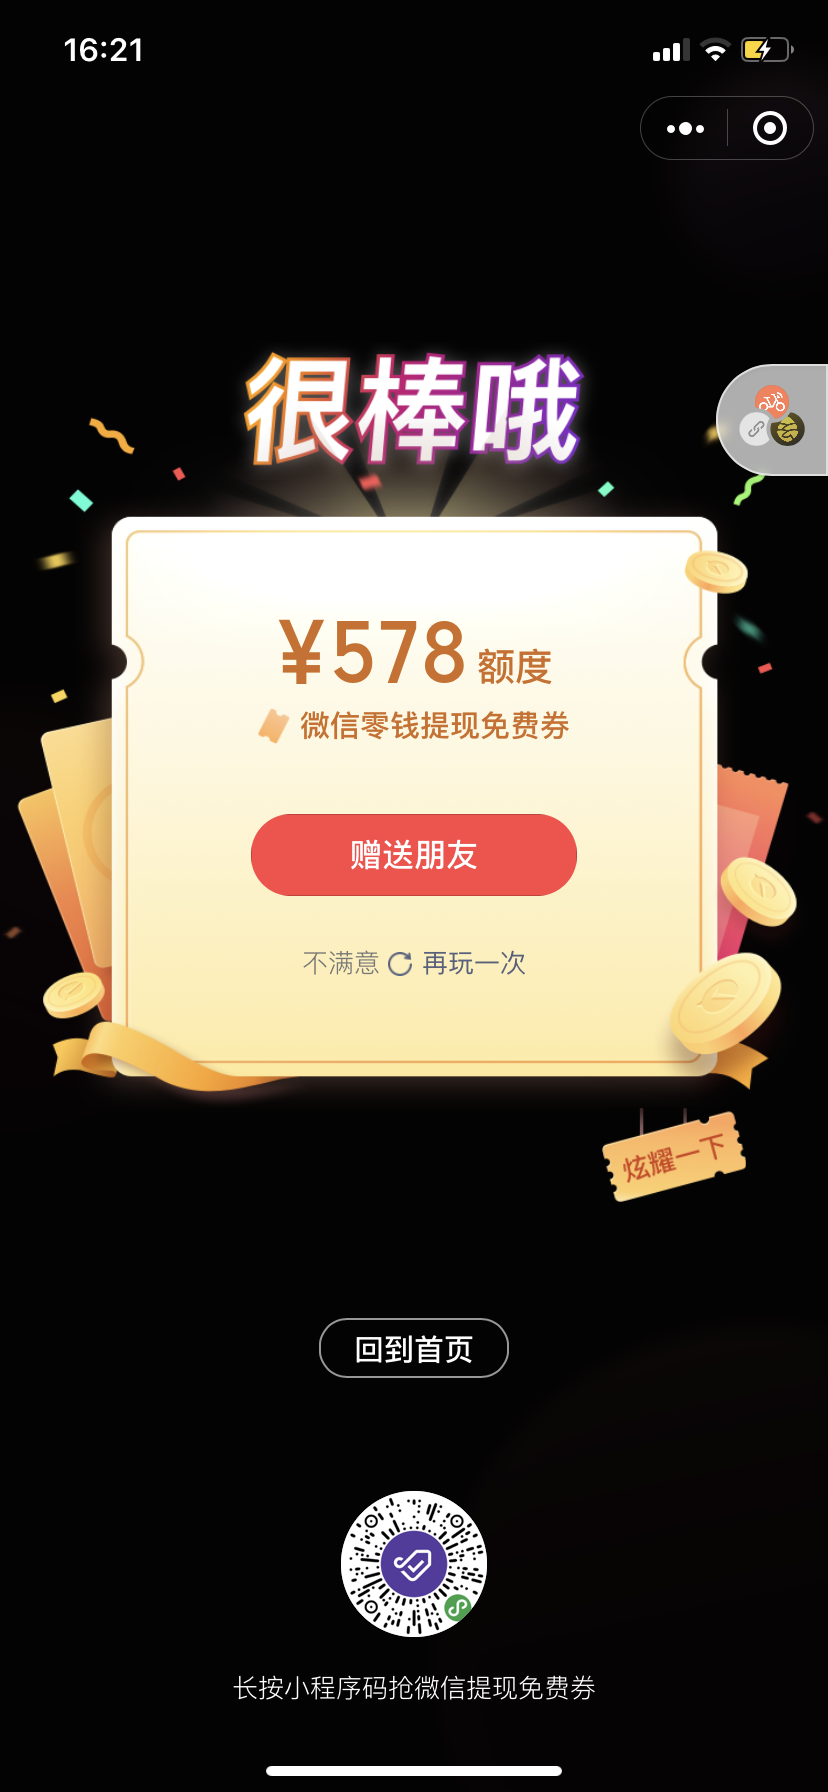 16:21
很棒哦
¥578 额度
微信零钱提现免费券
赠送朋友
不满意 再玩一次
炫耀一下
回到首页
长按小程序码抢微信提现免费券